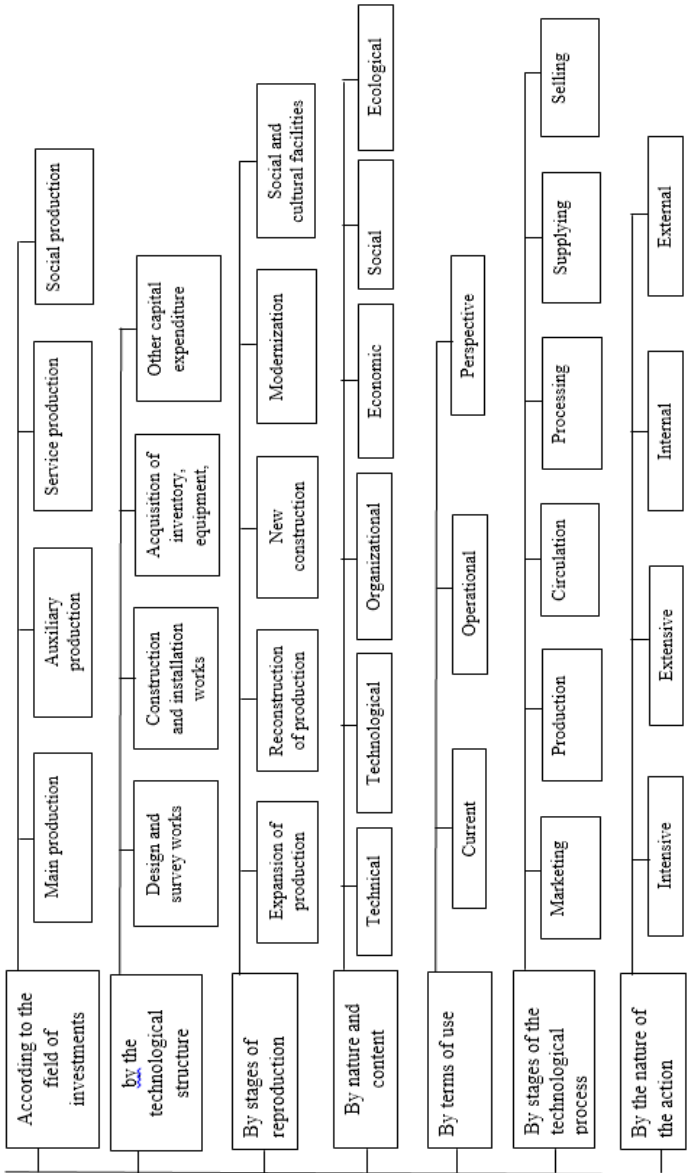 According to the
field of
investments
Main production
Auxiliary
production
Service production
Social production
by the
technological
structure
Design and
survey works
Construction
and installation
works
Acquisition of
inventory,
equipment,
Other capital
expenditure
By stages of
reproduction
Expansion of
production
Reconstruction
of production
New
construction
Modernization
Social and
cultural facilities
By nature and
content
Technical
Technological
Organizational
Economic
Social
Ecological
By terms of use
Current
Operational
Perspective
By stages of the
technological
process
Marketing
Production
Circulation
Processing
Supplying
Selling
By the nature of
the action
Intensive
Extensive
Internal
External